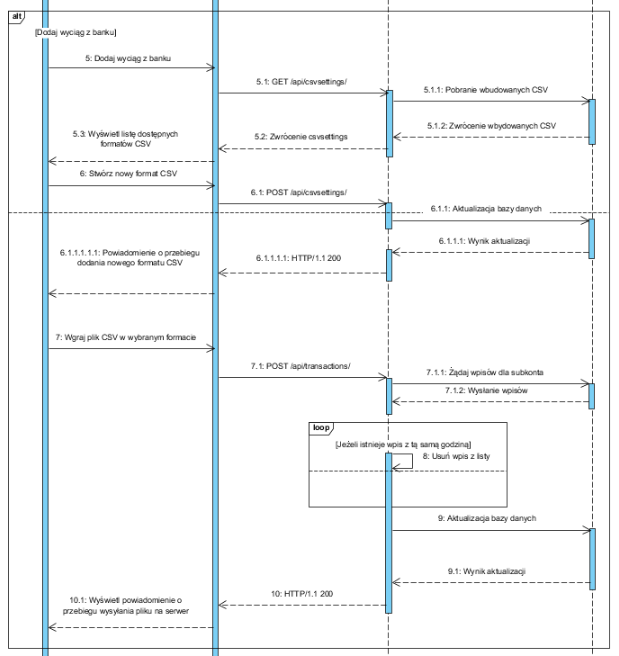 alt
[Dodaj wyciąg z banku]
5: Dodaj wyciąg z banku
5.1: GET /api/csvsettings/
5.1.1: Pobranie wbudowanych CSV
5.1.2: Zwrócenie wbydowanych CSV
5.2: Zwrócenie csvsettings
5.3: Wyświetl listę dostępnych
formatów CSV
6: Stwórz nowy format CSV
6.1: POST /api/csvsettings/
6.1.1: Aktualizacja bazy danych
6.1.1.1: Wynik aktualizacji
6.1.1.1.1: HTTP/1.1 200
6.1.1.1.1.1: Powiadomienie o przebiegu
dodania nowego formatu CSV
7: Wgraj plik CSV w wybranym formacie
7.1: POST /api/transactions/
7.1.1: Żądaj wpisów dla subkonta
7.1.2: Wysłanie wpisów
loop
[Jeżeli istnieje wpis z tą samą godziną]
8: Usuń wpis z listy
9: Aktualizacja bazy danych
9.1: Wynik aktualizacji
10: HTTP/1.1 200
10.1: Wyświetl powiadomienie o
przebiegu wysyłania pliku na serwer